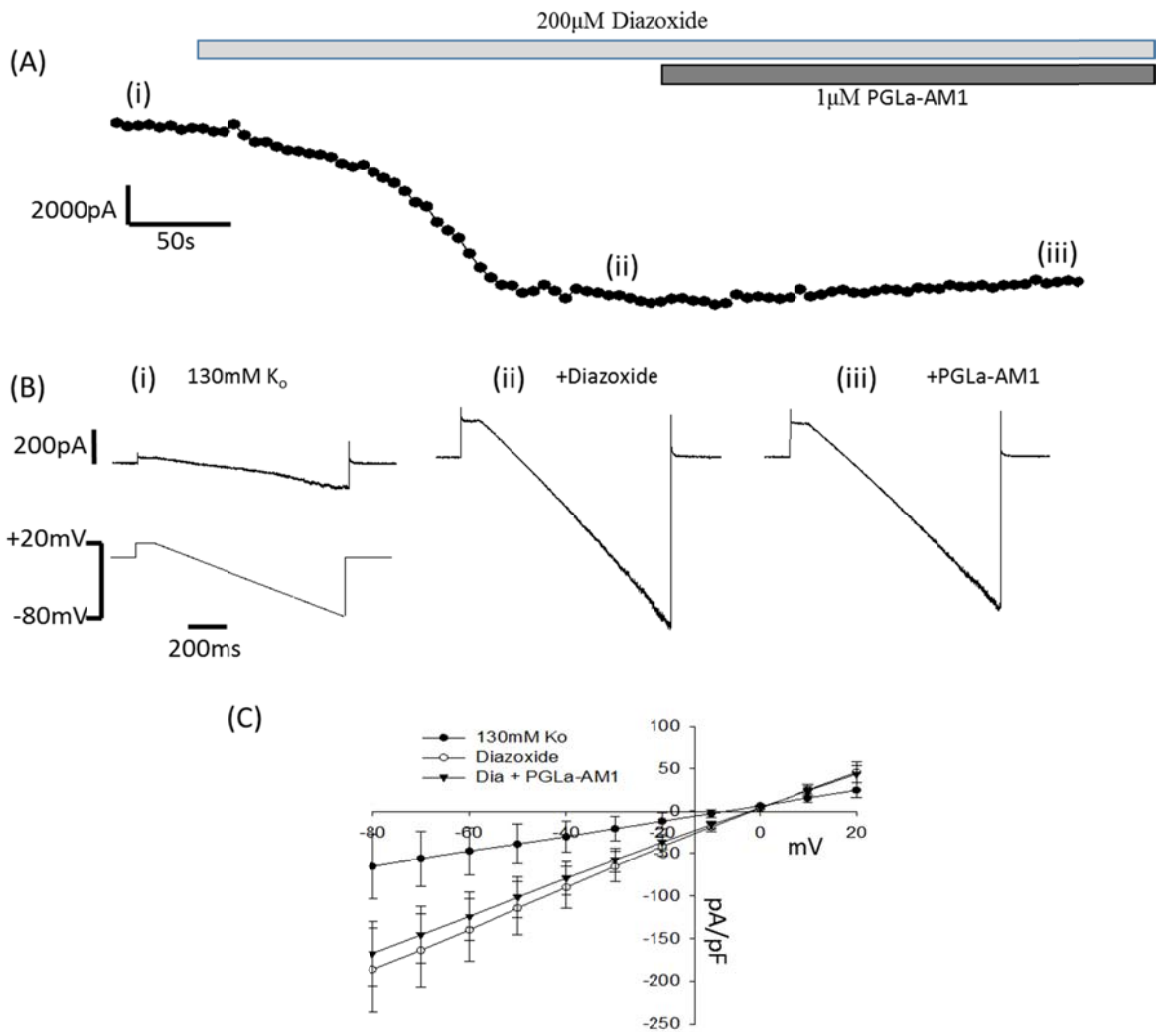 200μM Diazoxide
(A)
1μM PGLa-AM1
(i)
2000pA
50s
(ii)
(iii)
(B)
(i) 130mM Ko
(ii) +Diazoxide
(iii) +PGLa-AM1
200pA
+20mV
-80mV
200ms
(C)
130mM Ko
Diazoxide
Dia + PGLa-AM1
100
50
0
-50
-100
-150
-200
-250
-80 -60 -40 -20 0 20
mV
pA/pF